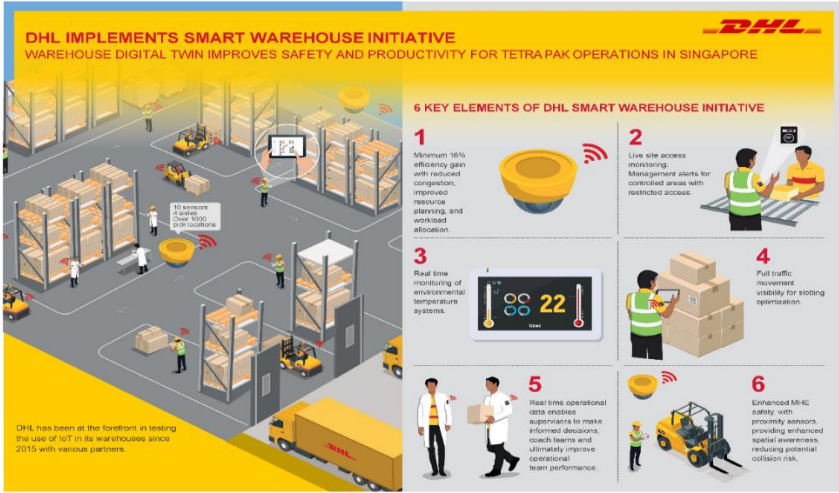 DHL IMPLEMENTS SMART WAREHOUSE INITIATIVE
WAREHOUSE DIGITAL TWIN IMPROVES SAFETY AND PRODUCTIVITY FOR TETRA PAK OPERATIONS IN SINGAPORE
DHL
6 KEY ELEMENTS OF DHL SMART WAREHOUSE INITIATIVE
10 sensors
4 aisles
Over 1000
pick locations
DHL has been at the forefront in testing
the use of IoT in its warehouses since
2015 with various partners.
DHL
1
Minimum 16%
efficiency gain
with reduced
congestion,
improved
resource
planning, and
workload
allocation.
2
Live site access
monitoring.
Management alerts for
controlled areas with
restricted access.
3
Real time
monitoring of
environmental
temperature
systems.
22
4
Full traffic
movement
visibility for slotting
optimization.
5
Real time operational
data enables
supervisors to make
informed decisions,
coach teams and
ultimately improve
operational
team performance.
6
Enhanced MHE
safety, with
proximity sensors,
providing enhanced
spatial awareness,
reducing potential
collision risk.